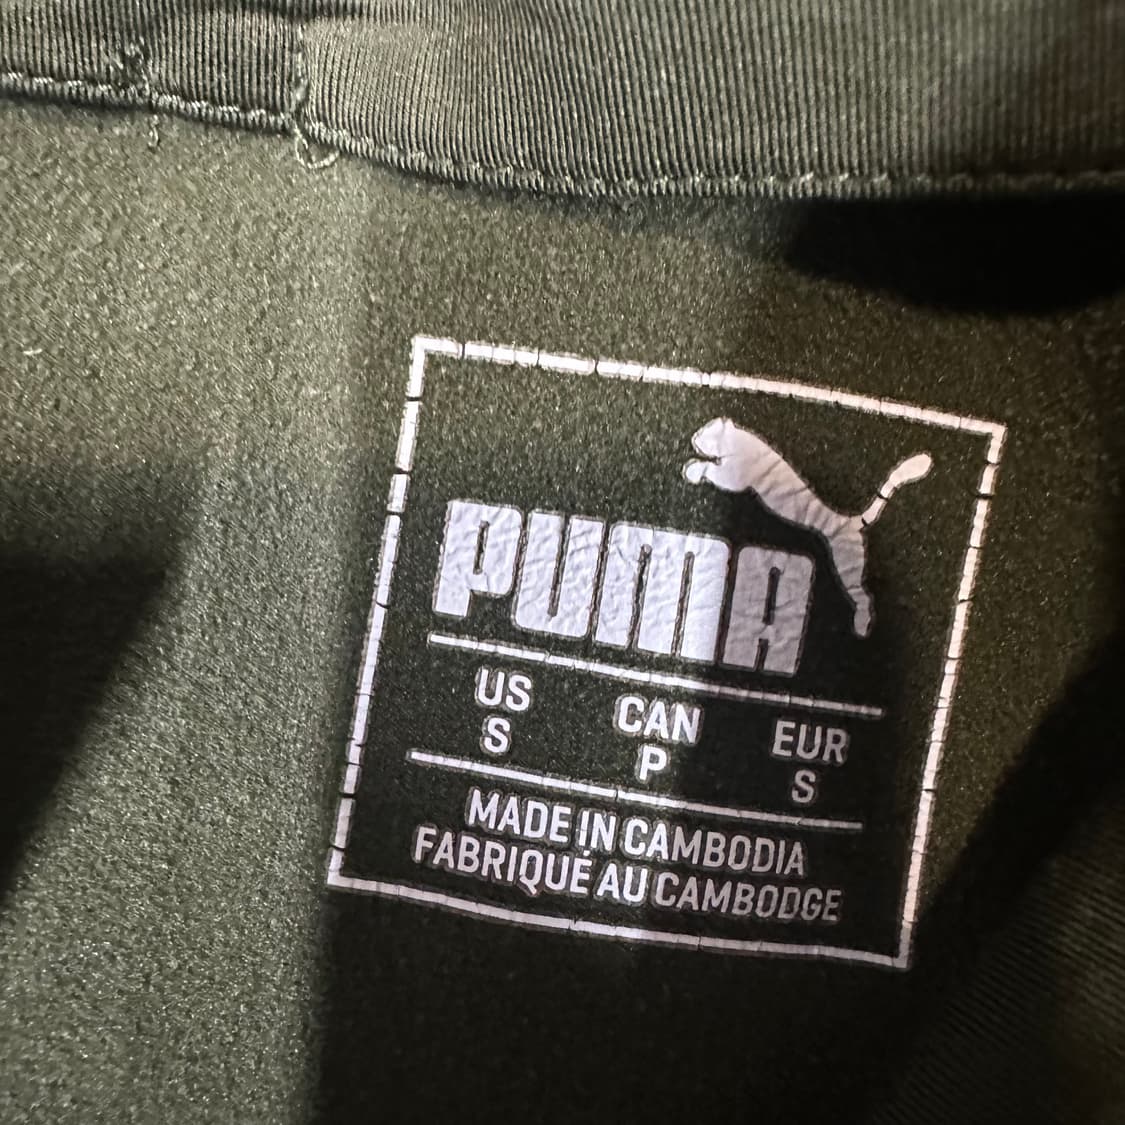 PUMA
US CAN EUR
S P S
MADE IN CAMBODIA
FABRIQUÉ AU CAMBODGE